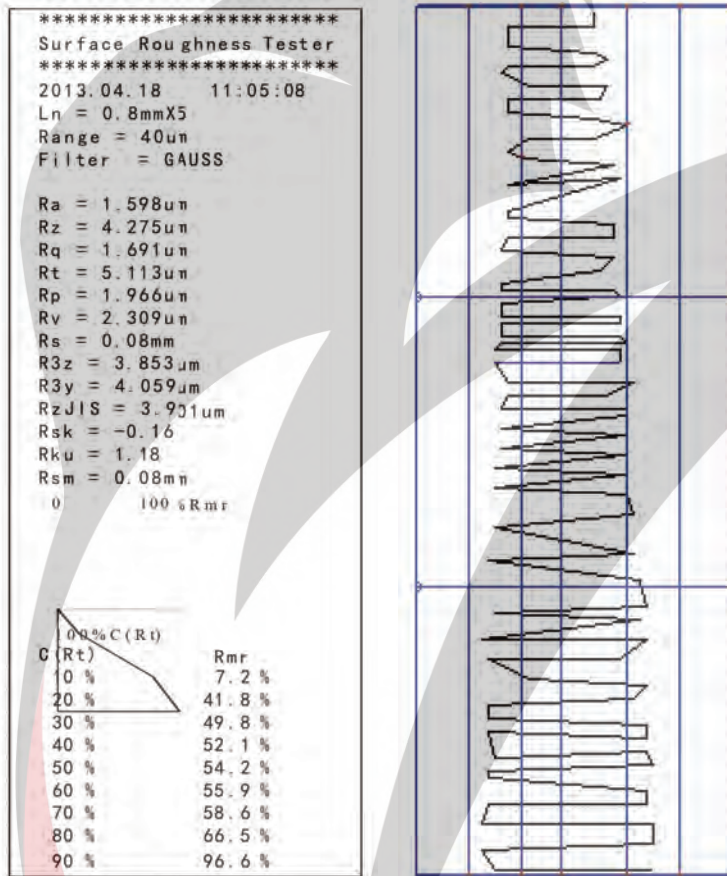 ************************
Surface Roughness Tester
************************
2013.04.18 11:05:08
Ln = 0.8mmX5
Range = 40um
Filter = GAUSS
Ra = 1.598um
Rz = 4.275um
Rq = 1.691um
Rt = 5.113um
Rp = 1.966um
Rv = 2.309um
Rs = 0.08mm
R3z = 3.853um
R3y = 4.059um
RzJIS = 3.901um
Rsk = -0.16
Rku = 1.18
Rsm = 0.08mm
0 100 %Rmr
100%C(Rt)
C(Rt) Rmr
10 % 7.2 %
20 % 41.8 %
30 % 49.8 %
40 % 52.1 %
50 % 54.2 %
60 % 55.9 %
70 % 58.6 %
80 % 66.5 %
90 % 96.6 %